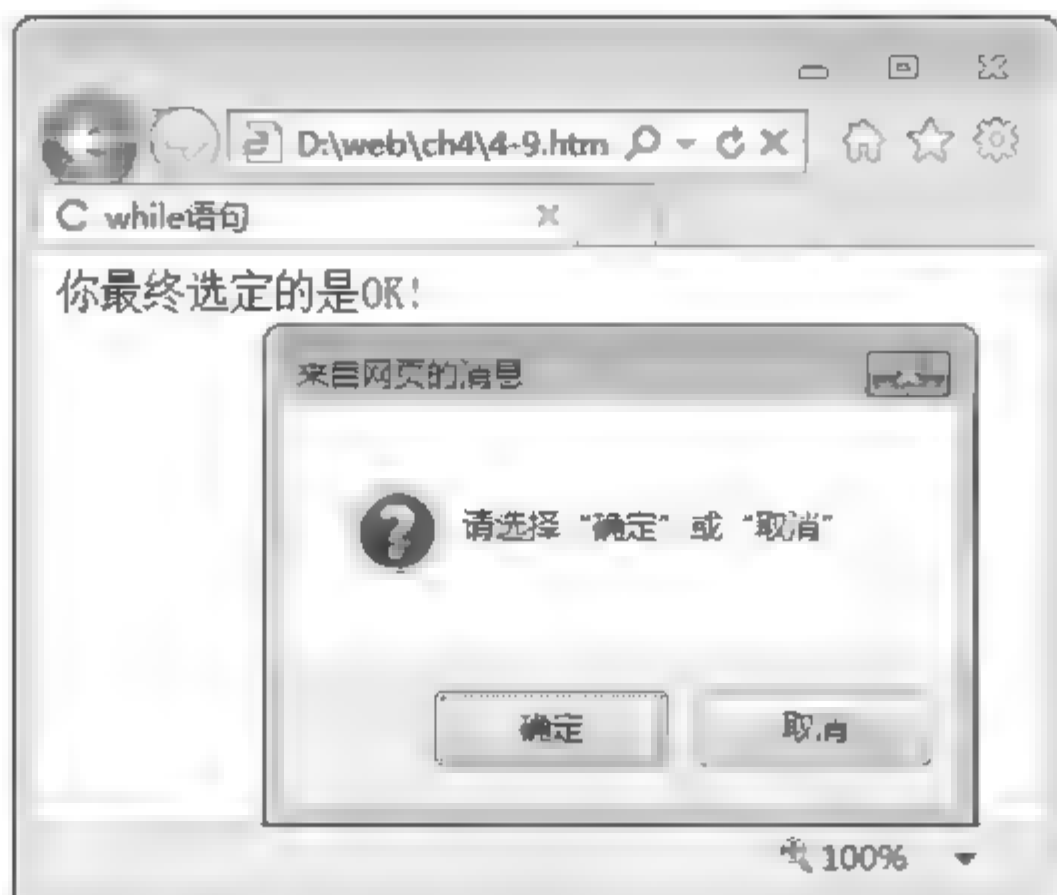 D:\web\ch4\4-9.htm
while语句
你最终选定的是OK!
来自网页的消息
请选择 "确定" 或 "取消"
确定
取消
100%